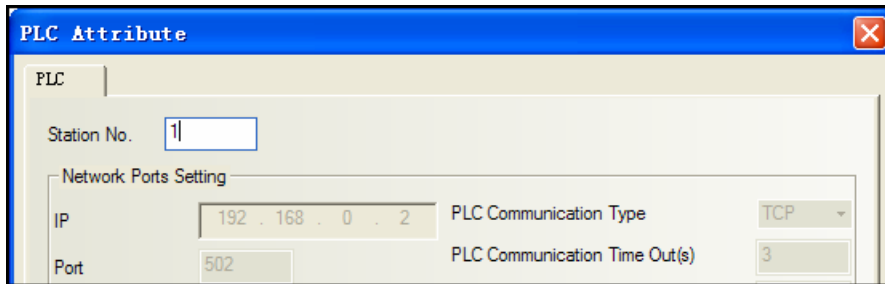 PLC Attribute
PLC
Station No. 1
Network Ports Setting
IP 192 . 168 . 0 . 2 PLC Communication Type TCP
Port 502 PLC Communication Time Out(s) 3